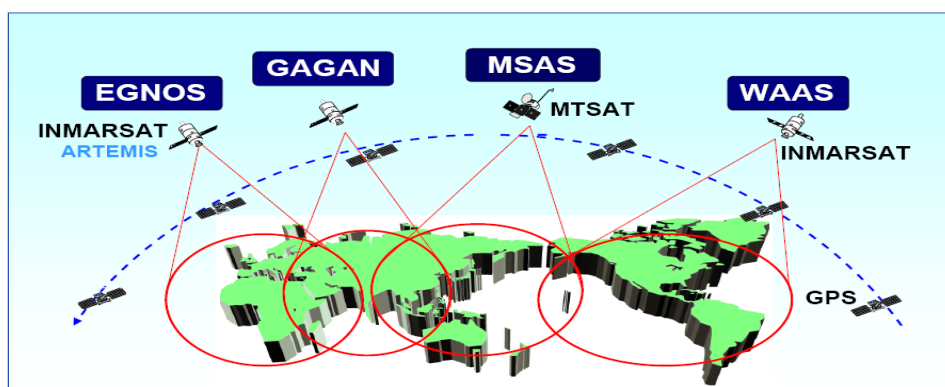 EGNOS
GAGAN
MSAS
WAAS
INMARSAT
ARTEMIS
MTSAT
INMARSAT
GPS